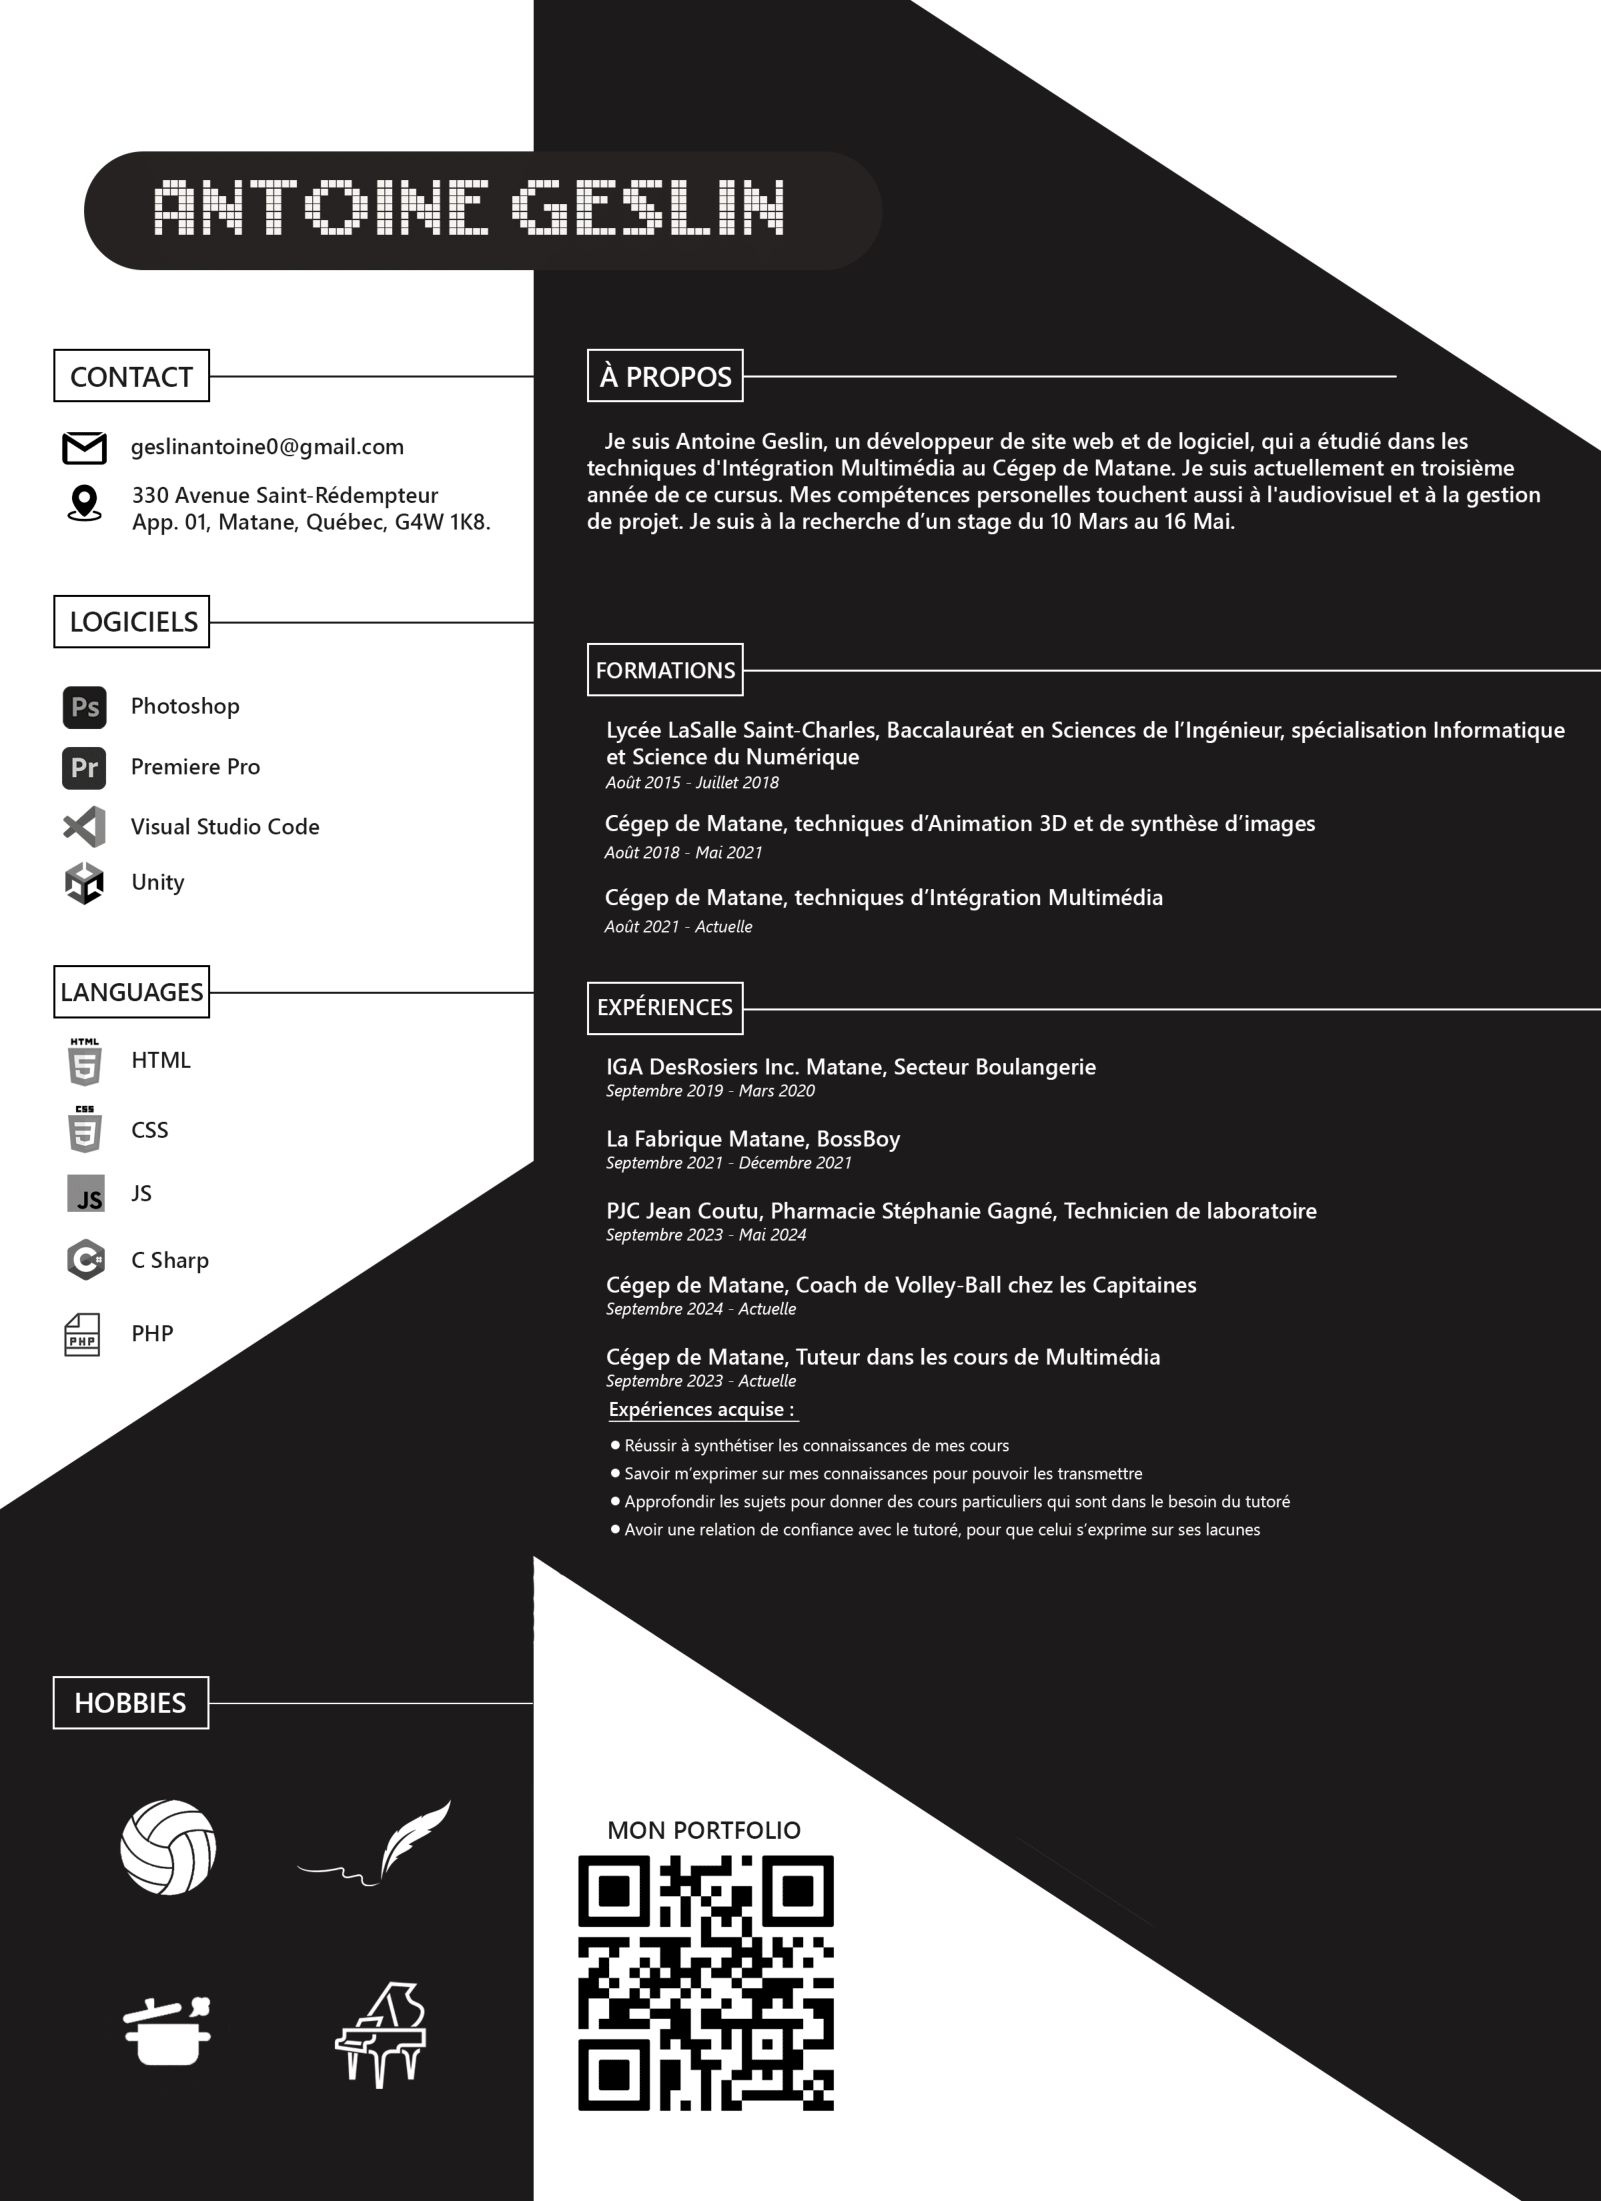 ANTOINE GESLIN
CONTACT
geslinantoine0@gmail.com
330 Avenue Saint-Rédempteur
App. 01, Matane, Québec, G4W 1K8.
LOGICIELS
Ps Photoshop
Pr Premiere Pro
Visual Studio Code
Unity
LANGUAGES
HTML
5 HTML
CSS
3 CSS
JS JS
C# C Sharp
PHP PHP
HOBBIES
À PROPOS
Je suis Antoine Geslin, un développeur de site web et de logiciel, qui a étudié dans les
techniques d'Intégration Multimédia au Cégep de Matane. Je suis actuellement en troisième
année de ce cursus. Mes compétences personelles touchent aussi à l'audiovisuel et à la gestion
de projet. Je suis à la recherche d’un stage du 10 Mars au 16 Mai.
FORMATIONS
Lycée LaSalle Saint-Charles, Baccalauréat en Sciences de l’Ingénieur, spécialisation Informatique
et Science du Numérique
Août 2015 - Juillet 2018
Cégep de Matane, techniques d’Animation 3D et de synthèse d’images
Août 2018 - Mai 2021
Cégep de Matane, techniques d’Intégration Multimédia
Août 2021 - Actuelle
EXPÉRIENCES
IGA DesRosiers Inc. Matane, Secteur Boulangerie
Septembre 2019 - Mars 2020
La Fabrique Matane, BossBoy
Septembre 2021 - Décembre 2021
PJC Jean Coutu, Pharmacie Stéphanie Gagné, Technicien de laboratoire
Septembre 2023 - Mai 2024
Cégep de Matane, Coach de Volley-Ball chez les Capitaines
Septembre 2024 - Actuelle
Cégep de Matane, Tuteur dans les cours de Multimédia
Septembre 2023 - Actuelle
Expériences acquise :
● Réussir à synthétiser les connaissances de mes cours
● Savoir m’exprimer sur mes connaissances pour pouvoir les transmettre
● Approfondir les sujets pour donner des cours particuliers qui sont dans le besoin du tutoré
● Avoir une relation de confiance avec le tutoré, pour que celui s’exprime sur ses lacunes
MON PORTFOLIO